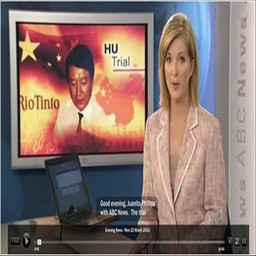 HU
Trial
RioTinto
ws ABC News
Good evening, Juanita Phillips
with ABC News. The trial
Evening News : Mon 22 March 2010